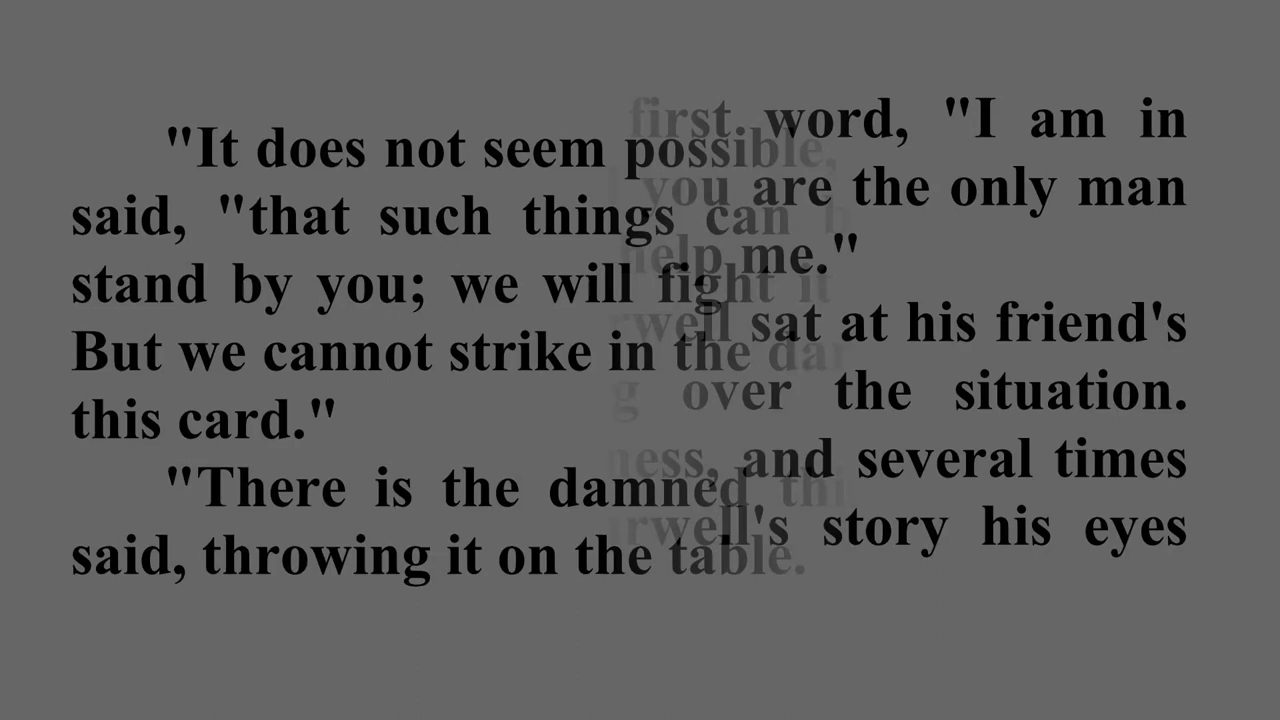 "It does not seem possible,
said, "that such things can
stand by you; we will fight it
But we cannot strike in the
this card."
"There is the damned
said, throwing it on the table.
first word, "I am in
you are the only man
help me."
sat at his friend's
over the situation.
and several times
story his eyes